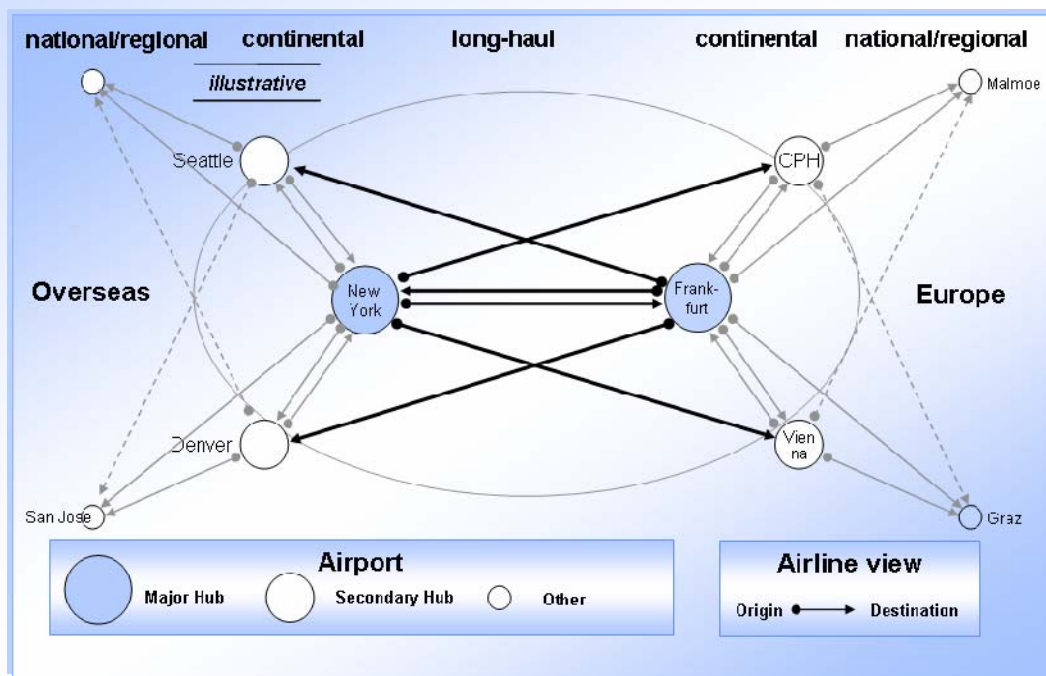 national/regional continental long-haul continental national/regional
illustrative
Malmoe
Seattle
CPH
Overseas
New
York
Frank-
furt
Europe
Denver
Vien
na
San Jose
Graz
Airport
Major Hub
Secondary Hub
Other
Airline view
Origin
Destination